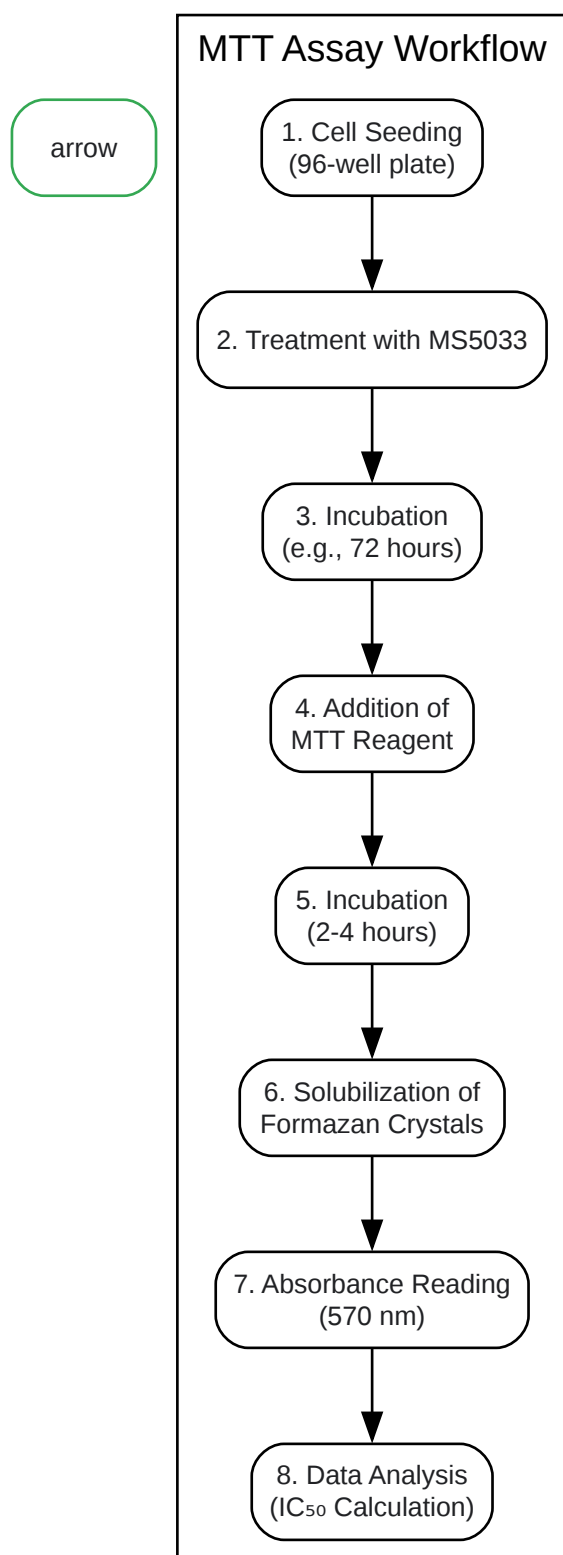 MTT Assay Workflow
arrow
1. Cell Seeding
(96-well plate)
2. Treatment with MS5033
3. Incubation
(e.g., 72 hours)
4. Addition of
MTT Reagent
5. Incubation
(2-4 hours)
6. Solubilization of
Formazan Crystals
7. Absorbance Reading
(570 nm)
8. Data Analysis
(IC₅₀ Calculation)